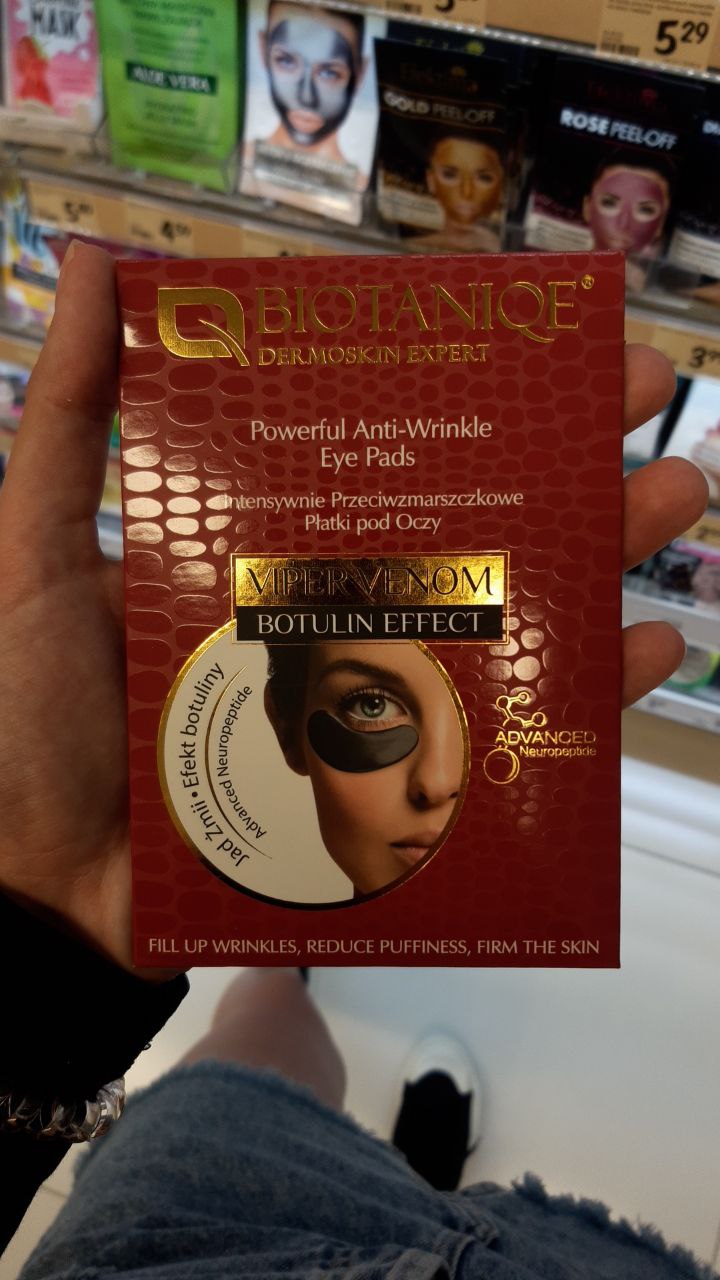 MASK
ALOE VERA
GOLD PEEL-OFF
ROSE PEEL-OFF
5 29
BIOTANIQE®
DERMOSKIN EXPERT
Powerful Anti-Wrinkle
Eye Pads
Intensywnie Przeciwzmarszczkowe
Płatki pod Oczy
VIPER VENOM
BOTULIN EFFECT
Jad Żmii • Efekt botuliny
Advanced Neuropeptide
ADVANCED
Neuropeptide
FILL UP WRINKLES, REDUCE PUFFINESS, FIRM THE SKIN